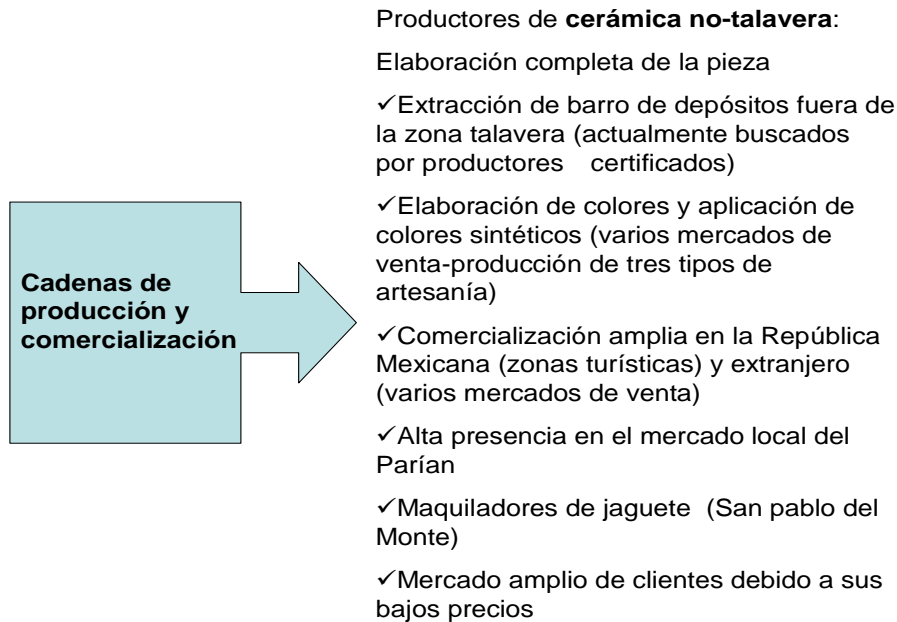 Productores de cerámica no-talavera:
Elaboración completa de la pieza
✓Extracción de barro de depósitos fuera de
la zona talavera (actualmente buscados
por productores certificados)
✓Elaboración de colores y aplicación de
colores sintéticos (varios mercados de
venta-producción de tres tipos de
artesanía)
✓Comercialización amplia en la República
Mexicana (zonas turísticas) y extranjero
(varios mercados de venta)
✓Alta presencia en el mercado local del
Parían
✓Maquiladores de jaguete (San pablo del
Monte)
✓Mercado amplio de clientes debido a sus
bajos precios
Cadenas de
producción y
comercialización